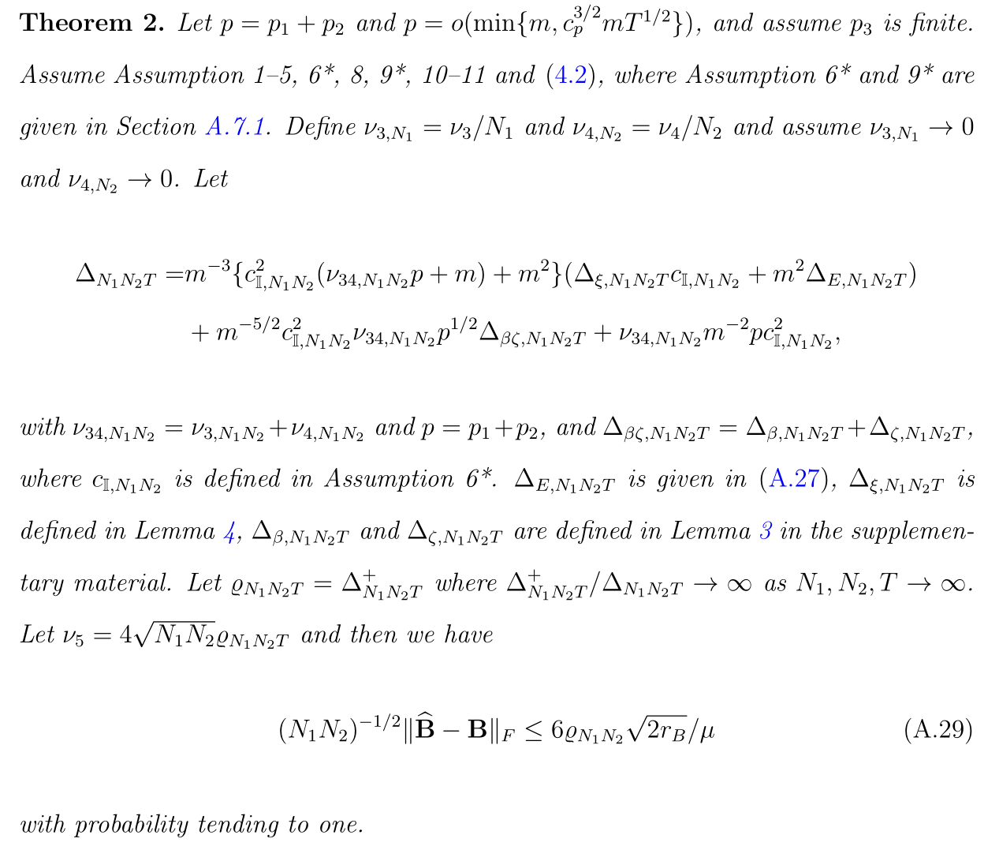 Theorem 2. Let $p = p_1 + p_2$ and $p = o(\min\{m, c_p^{3/2} m T^{1/2}\})$, and assume $p_3$ is finite.
Assume Assumption 1–5, 6*, 8, 9*, 10–11 and (4.2), where Assumption 6* and 9* are
given in Section A.7.1. Define $\nu_{3,N_1} = \nu_3/N_1$ and $\nu_{4,N_2} = \nu_4/N_2$ and assume $\nu_{3,N_1} \to 0$
and $\nu_{4,N_2} \to 0$. Let
$\Delta_{N_1N_2T} = m^{-3}\{c_{\mathbb{I},N_1N_2}^2(\nu_{34,N_1N_2}p + m) + m^2\}(\Delta_{\xi,N_1N_2T}c_{\mathbb{I},N_1N_2} + m^2\Delta_{E,N_1N_2T})$
$+ m^{-5/2}c_{\mathbb{I},N_1N_2}^2\nu_{34,N_1N_2}p^{1/2}\Delta_{\beta\zeta,N_1N_2T} + \nu_{34,N_1N_2}m^{-2}pc_{\mathbb{I},N_1N_2}^2,$
with $\nu_{34,N_1N_2} = \nu_{3,N_1N_2} + \nu_{4,N_1N_2}$ and $p = p_1 + p_2$, and $\Delta_{\beta\zeta,N_1N_2T} = \Delta_{\beta,N_1N_2T} + \Delta_{\zeta,N_1N_2T}$,
where $c_{\mathbb{I},N_1N_2}$ is defined in Assumption 6*. $\Delta_{E,N_1N_2T}$ is given in (A.27), $\Delta_{\xi,N_1N_2T}$ is
defined in Lemma 4, $\Delta_{\beta,N_1N_2T}$ and $\Delta_{\zeta,N_1N_2T}$ are defined in Lemma 3 in the supplemen-
tary material. Let $\varrho_{N_1N_2T} = \Delta_{N_1N_2T}^+$ where $\Delta_{N_1N_2T}^+/\Delta_{N_1N_2T} \to \infty$ as $N_1, N_2, T \to \infty$.
Let $\nu_5 = 4\sqrt{N_1N_2}\varrho_{N_1N_2T}$ and then we have
$(N_1N_2)^{-1/2}\|\widehat{\mathbf{B}} - \mathbf{B}\|_F \leq 6\varrho_{N_1N_2}\sqrt{2r_B}/\mu$ (A.29)
with probability tending to one.